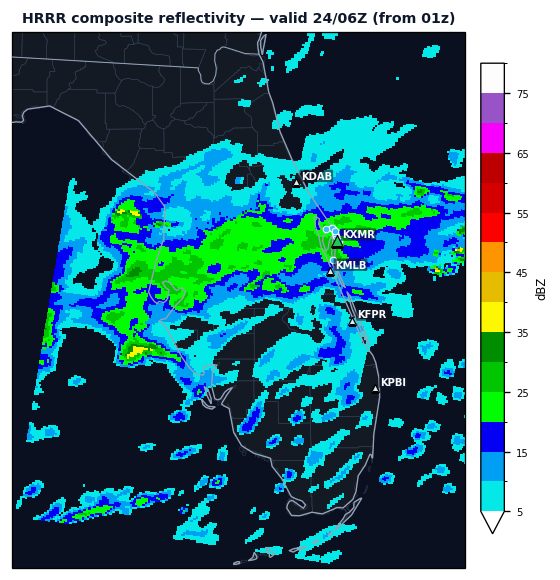 HRRR composite reflectivity — valid 24/06Z (from 01z)
KDAB
KXMR
KMLB
KFPR
KPBI
75
65
55
45
35
25
15
5
dBZ